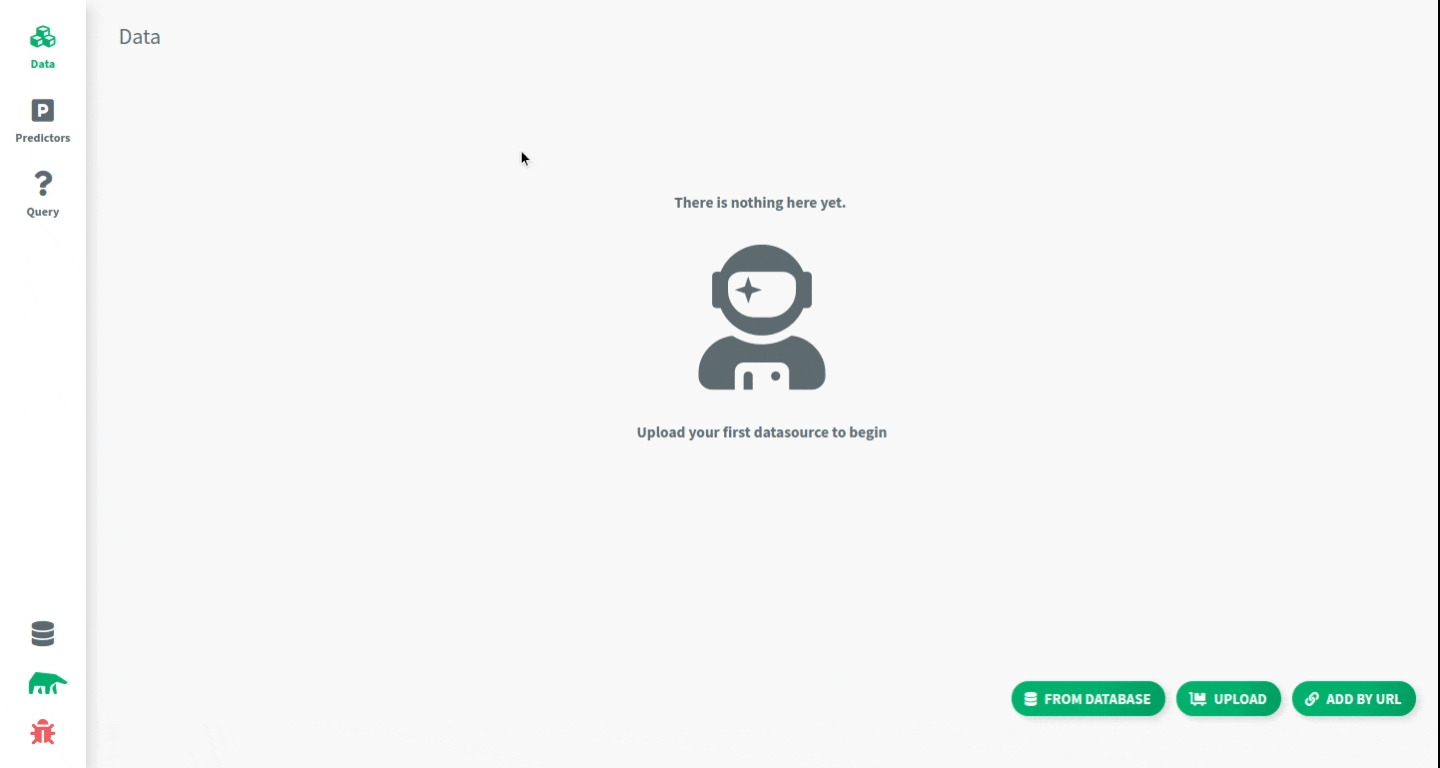 Data
Predictors
Query
Data
There is nothing here yet.
Upload your first datasource to begin
FROM DATABASE
UPLOAD
ADD BY URL